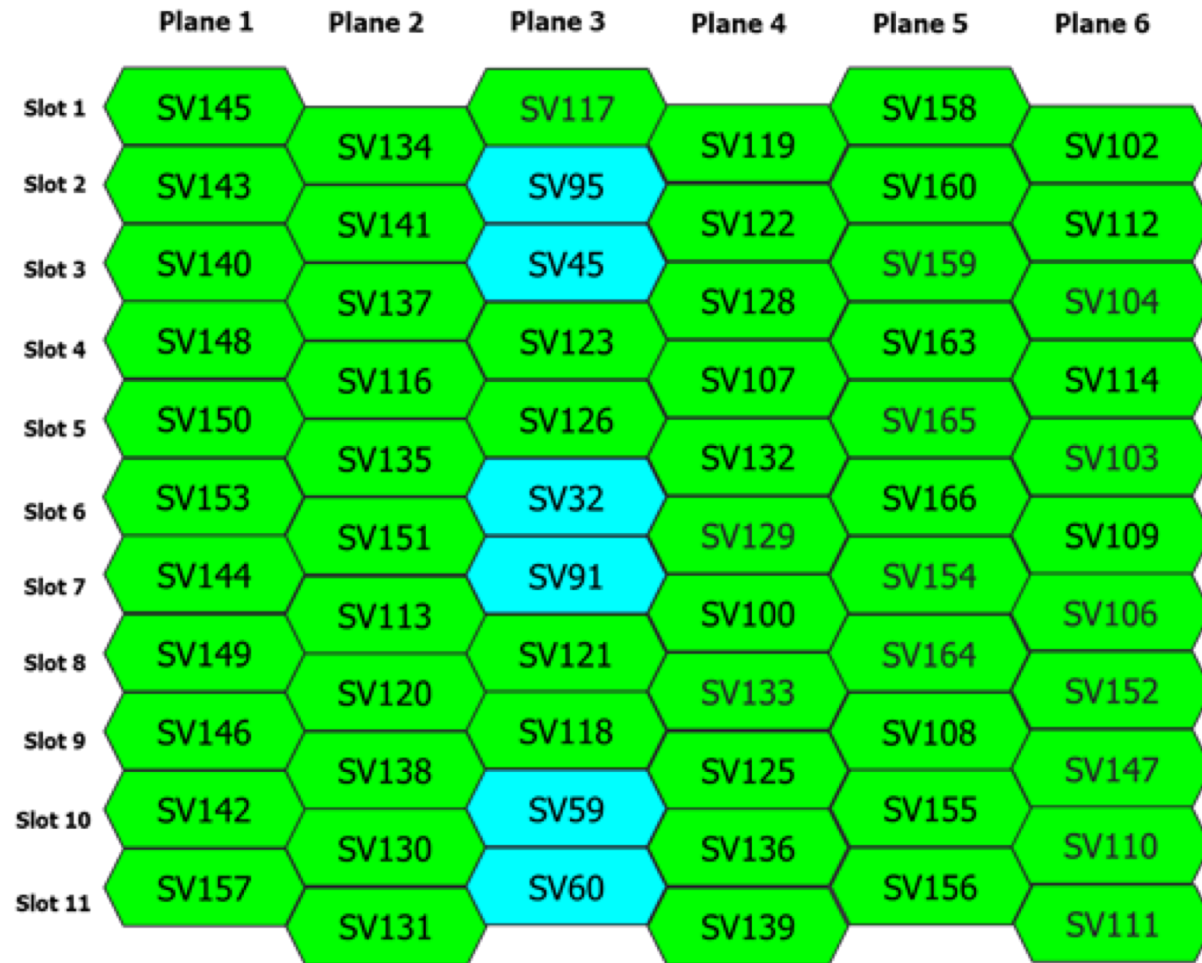 Plane 1 Plane 2 Plane 3 Plane 4 Plane 5 Plane 6
Slot 1 SV145 SV134 SV117 SV119 SV158 SV102
Slot 2 SV143 SV141 SV95 SV122 SV160 SV112
Slot 3 SV140 SV137 SV45 SV128 SV159 SV104
Slot 4 SV148 SV116 SV123 SV107 SV163 SV114
Slot 5 SV150 SV135 SV126 SV132 SV165 SV103
Slot 6 SV153 SV151 SV32 SV129 SV166 SV109
Slot 7 SV144 SV113 SV91 SV100 SV154 SV106
Slot 8 SV149 SV120 SV121 SV133 SV164 SV152
Slot 9 SV146 SV138 SV118 SV125 SV108 SV147
Slot 10 SV142 SV130 SV59 SV136 SV155 SV110
Slot 11 SV157 SV131 SV60 SV139 SV156 SV111